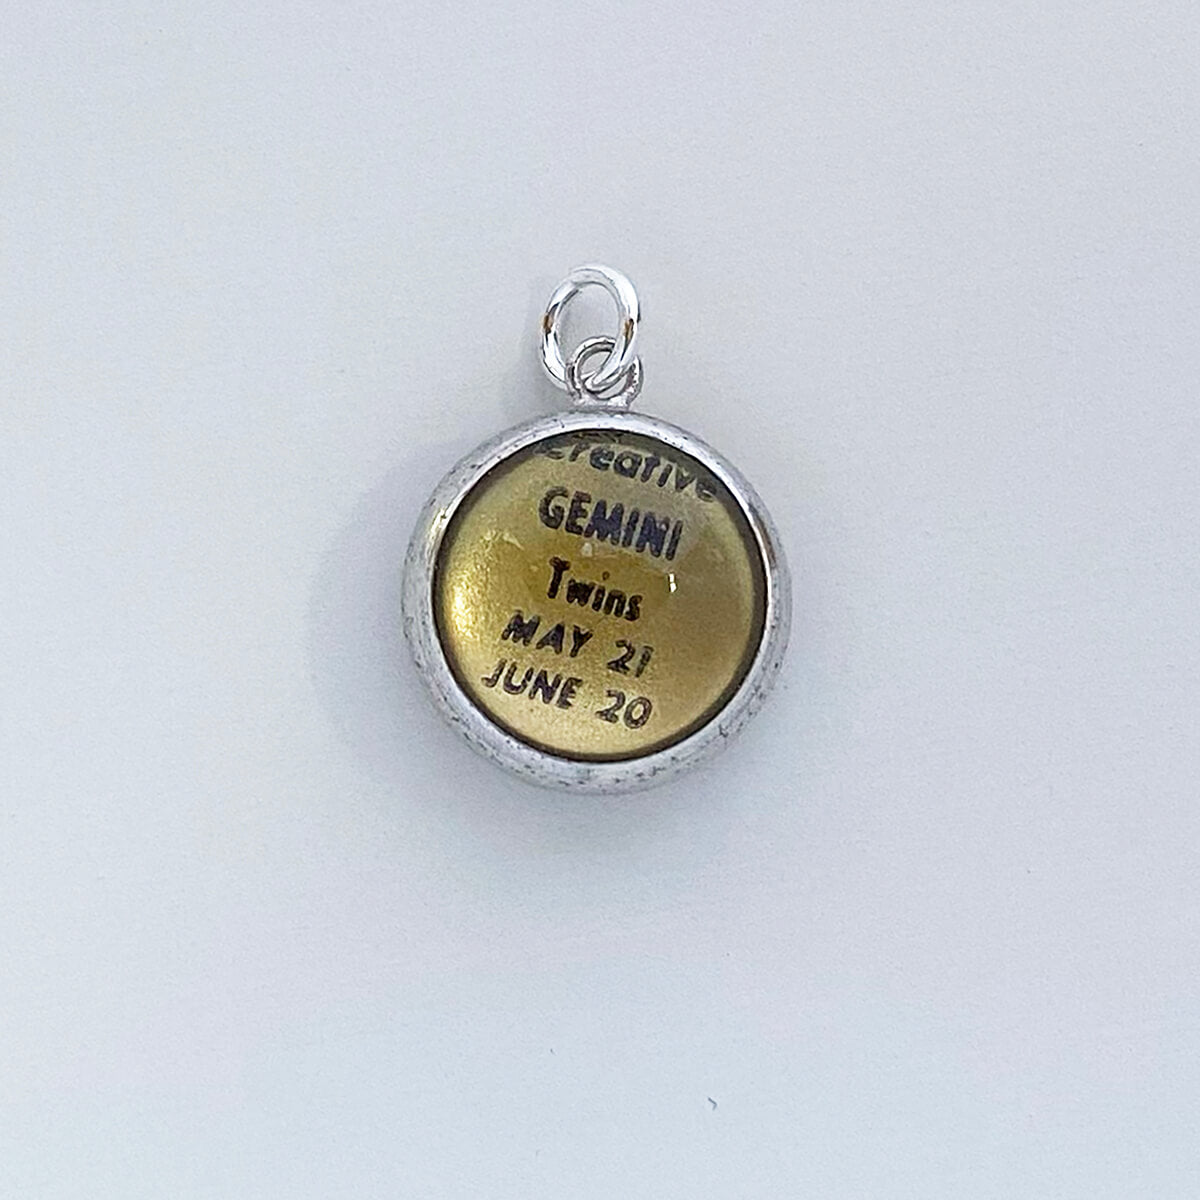 Creative
GEMINI
Twins
MAY 21
JUNE 20